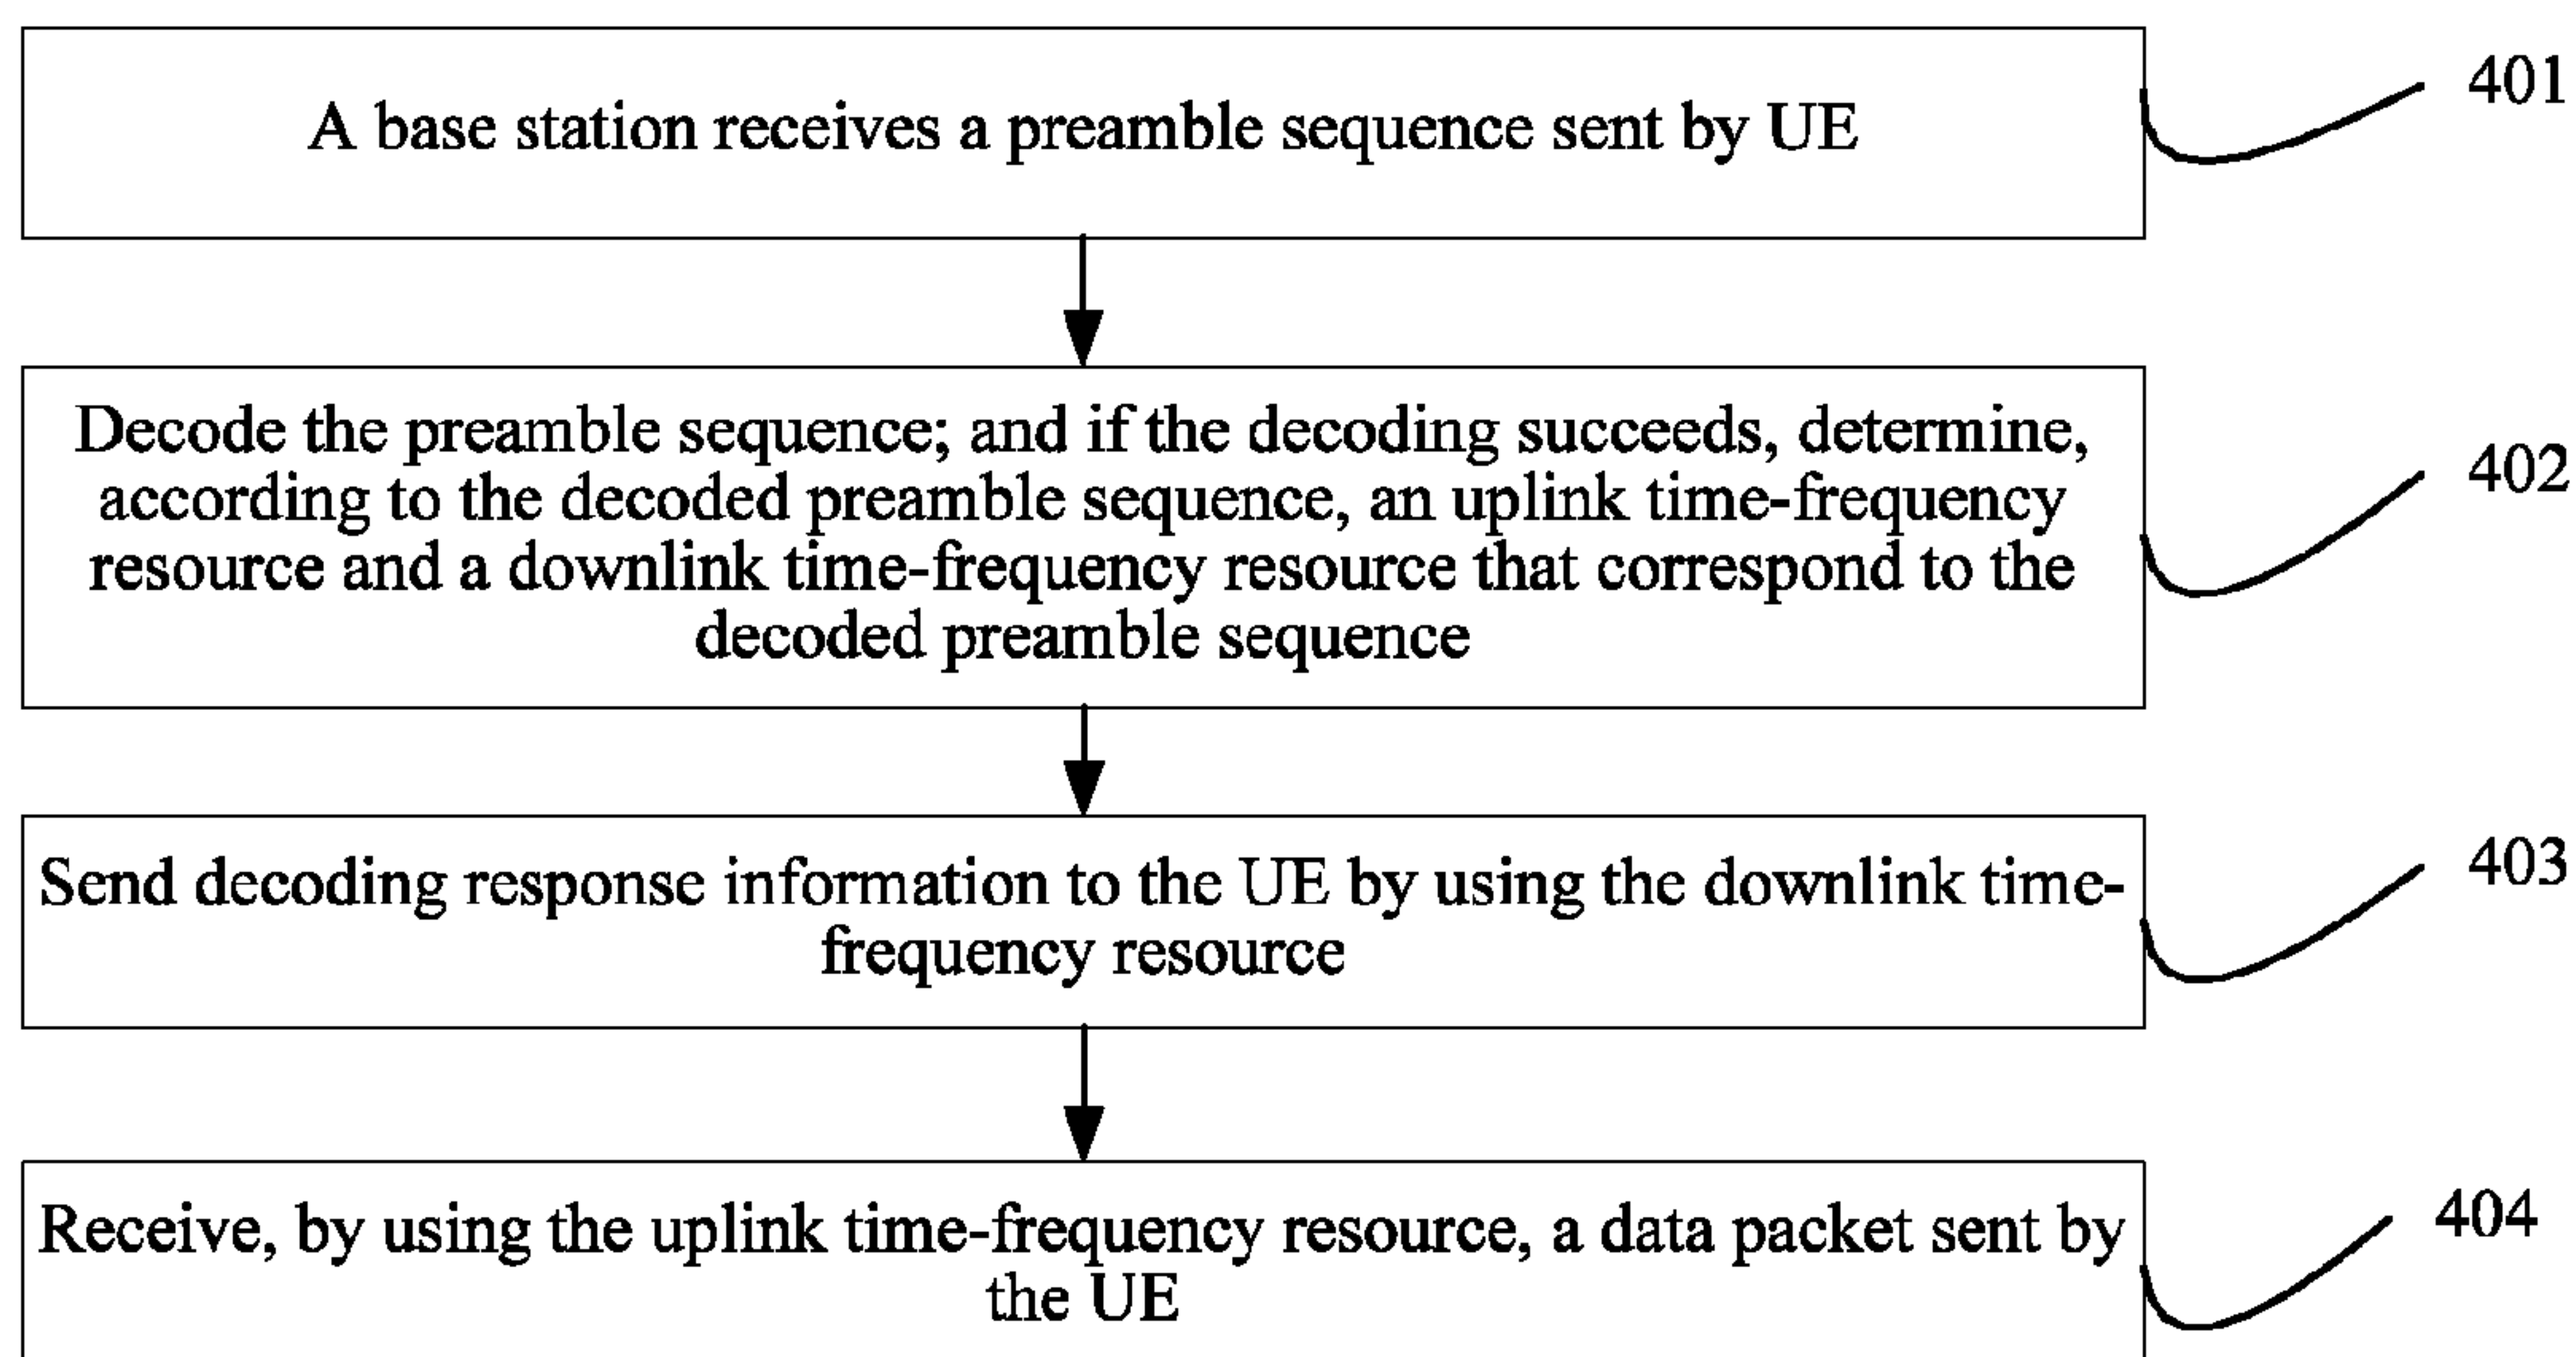 A base station receives a preamble sequence sent by UE
401
Decode the preamble sequence; and if the decoding succeeds, determine,
according to the decoded preamble sequence, an uplink time-frequency
resource and a downlink time-frequency resource that correspond to the
decoded preamble sequence
402
Send decoding response information to the UE by using the downlink time-
frequency resource
403
Receive, by using the uplink time-frequency resource, a data packet sent by
the UE
404